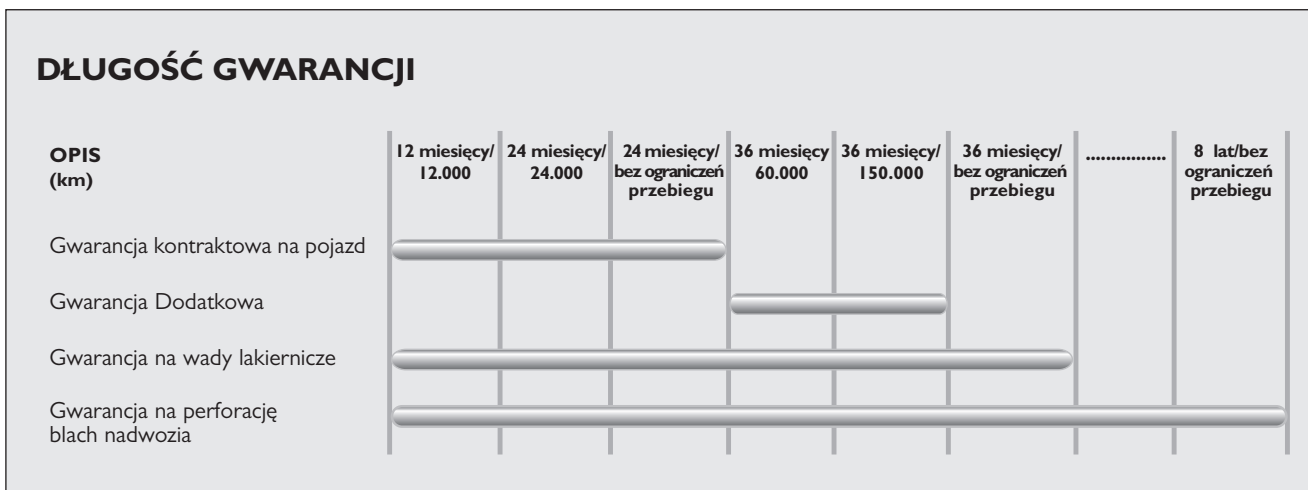 DŁUGOŚĆ GWARANCJI
OPIS
(km)
12 miesięcy/
12.000
24 miesięcy/
24.000
24 miesięcy/
bez ograniczeń
przebiegu
36 miesięcy
60.000
36 miesięcy/
150.000
36 miesięcy/
bez ograniczeń
przebiegu
................
8 lat/bez
ograniczeń
przebiegu
Gwarancja kontraktowa na pojazd
Gwarancja Dodatkowa
Gwarancja na wady lakiernicze
Gwarancja na perforację
blach nadwozia